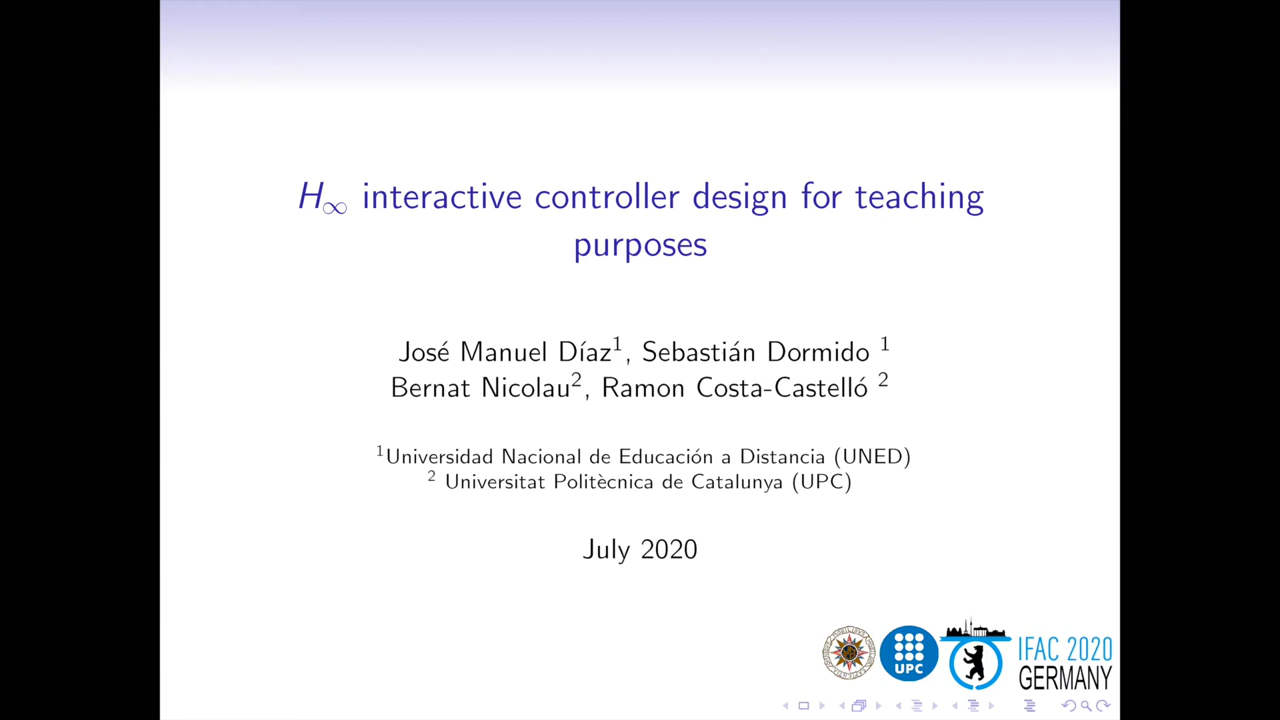 H∞ interactive controller design for teaching
purposes
José Manuel Díaz¹, Sebastián Dormido ¹
Bernat Nicolau², Ramon Costa-Castelló ²
¹Universidad Nacional de Educación a Distancia (UNED)
² Universitat Politècnica de Catalunya (UPC)
July 2020
UPC
IFAC 2020
GERMANY